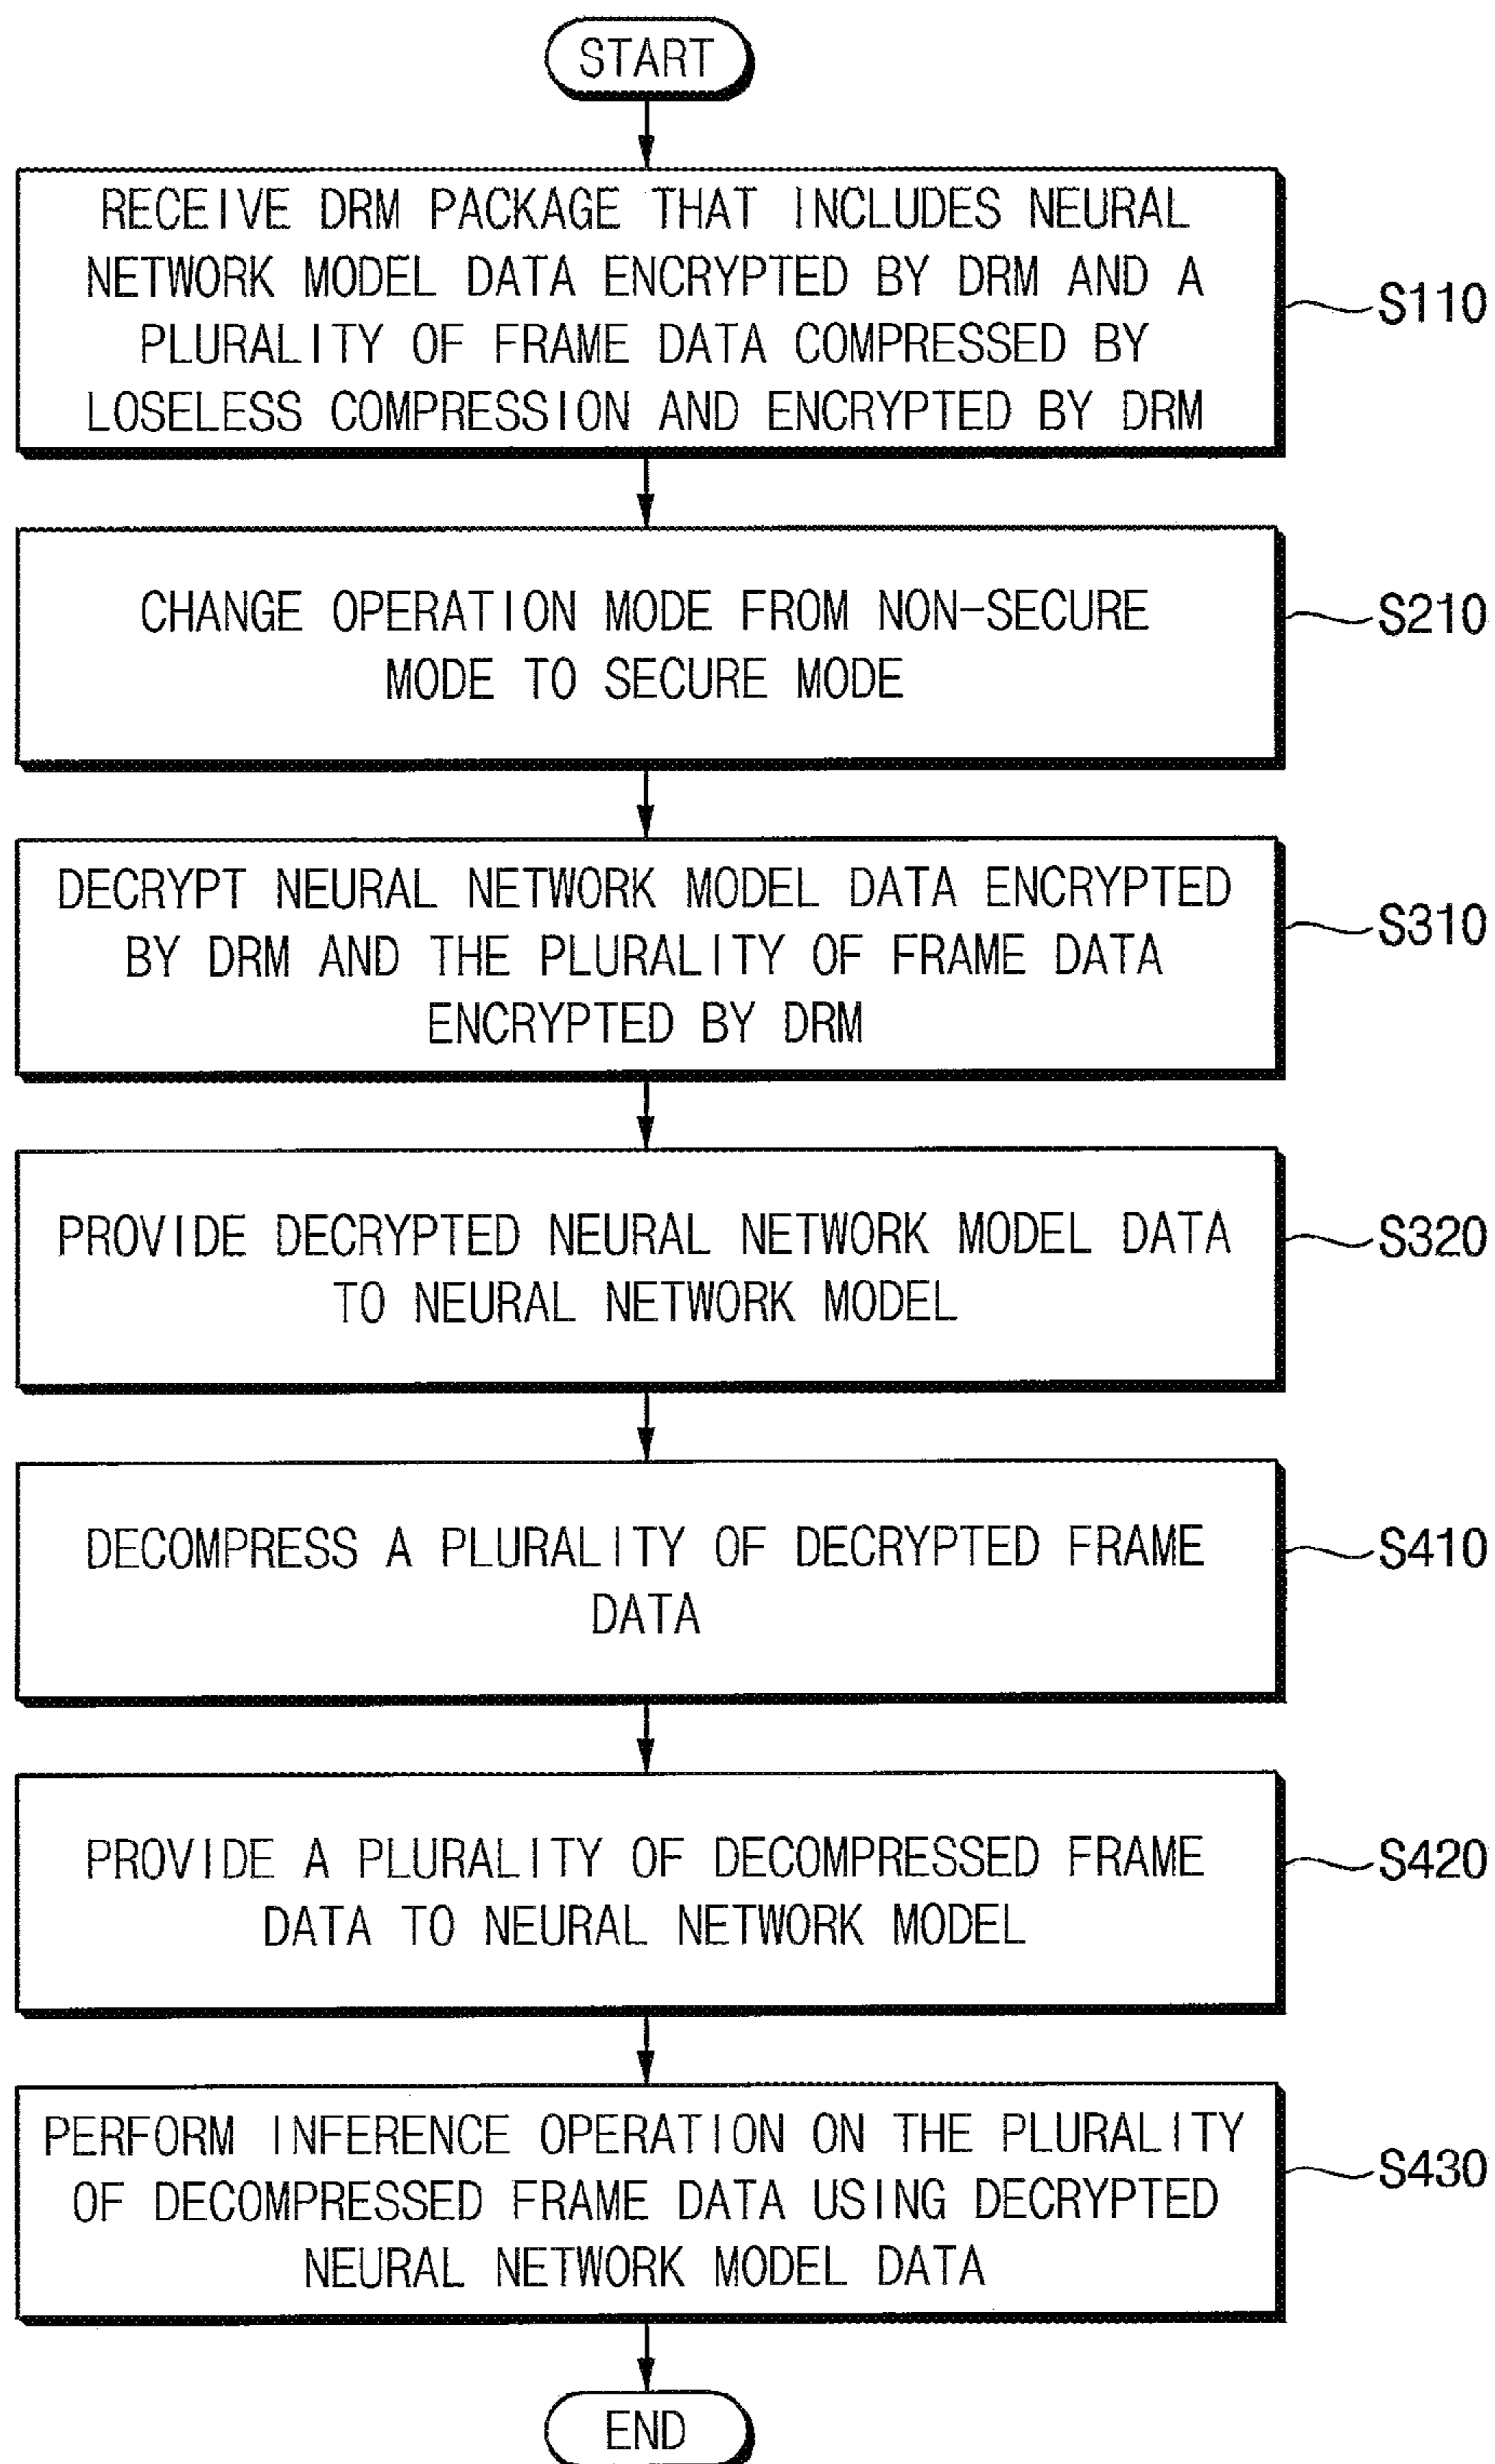 START
RECEIVE DRM PACKAGE THAT INCLUDES NEURAL
NETWORK MODEL DATA ENCRYPTED BY DRM AND A
PLURALITY OF FRAME DATA COMPRESSED BY
LOSELESS COMPRESSION AND ENCRYPTED BY DRM
S110
CHANGE OPERATION MODE FROM NON-SECURE
MODE TO SECURE MODE
S210
DECRYPT NEURAL NETWORK MODEL DATA ENCRYPTED
BY DRM AND THE PLURALITY OF FRAME DATA
ENCRYPTED BY DRM
S310
PROVIDE DECRYPTED NEURAL NETWORK MODEL DATA
TO NEURAL NETWORK MODEL
S320
DECOMPRESS A PLURALITY OF DECRYPTED FRAME
DATA
S410
PROVIDE A PLURALITY OF DECOMPRESSED FRAME
DATA TO NEURAL NETWORK MODEL
S420
PERFORM INFERENCE OPERATION ON THE PLURALITY
OF DECOMPRESSED FRAME DATA USING DECRYPTED
NEURAL NETWORK MODEL DATA
S430
END